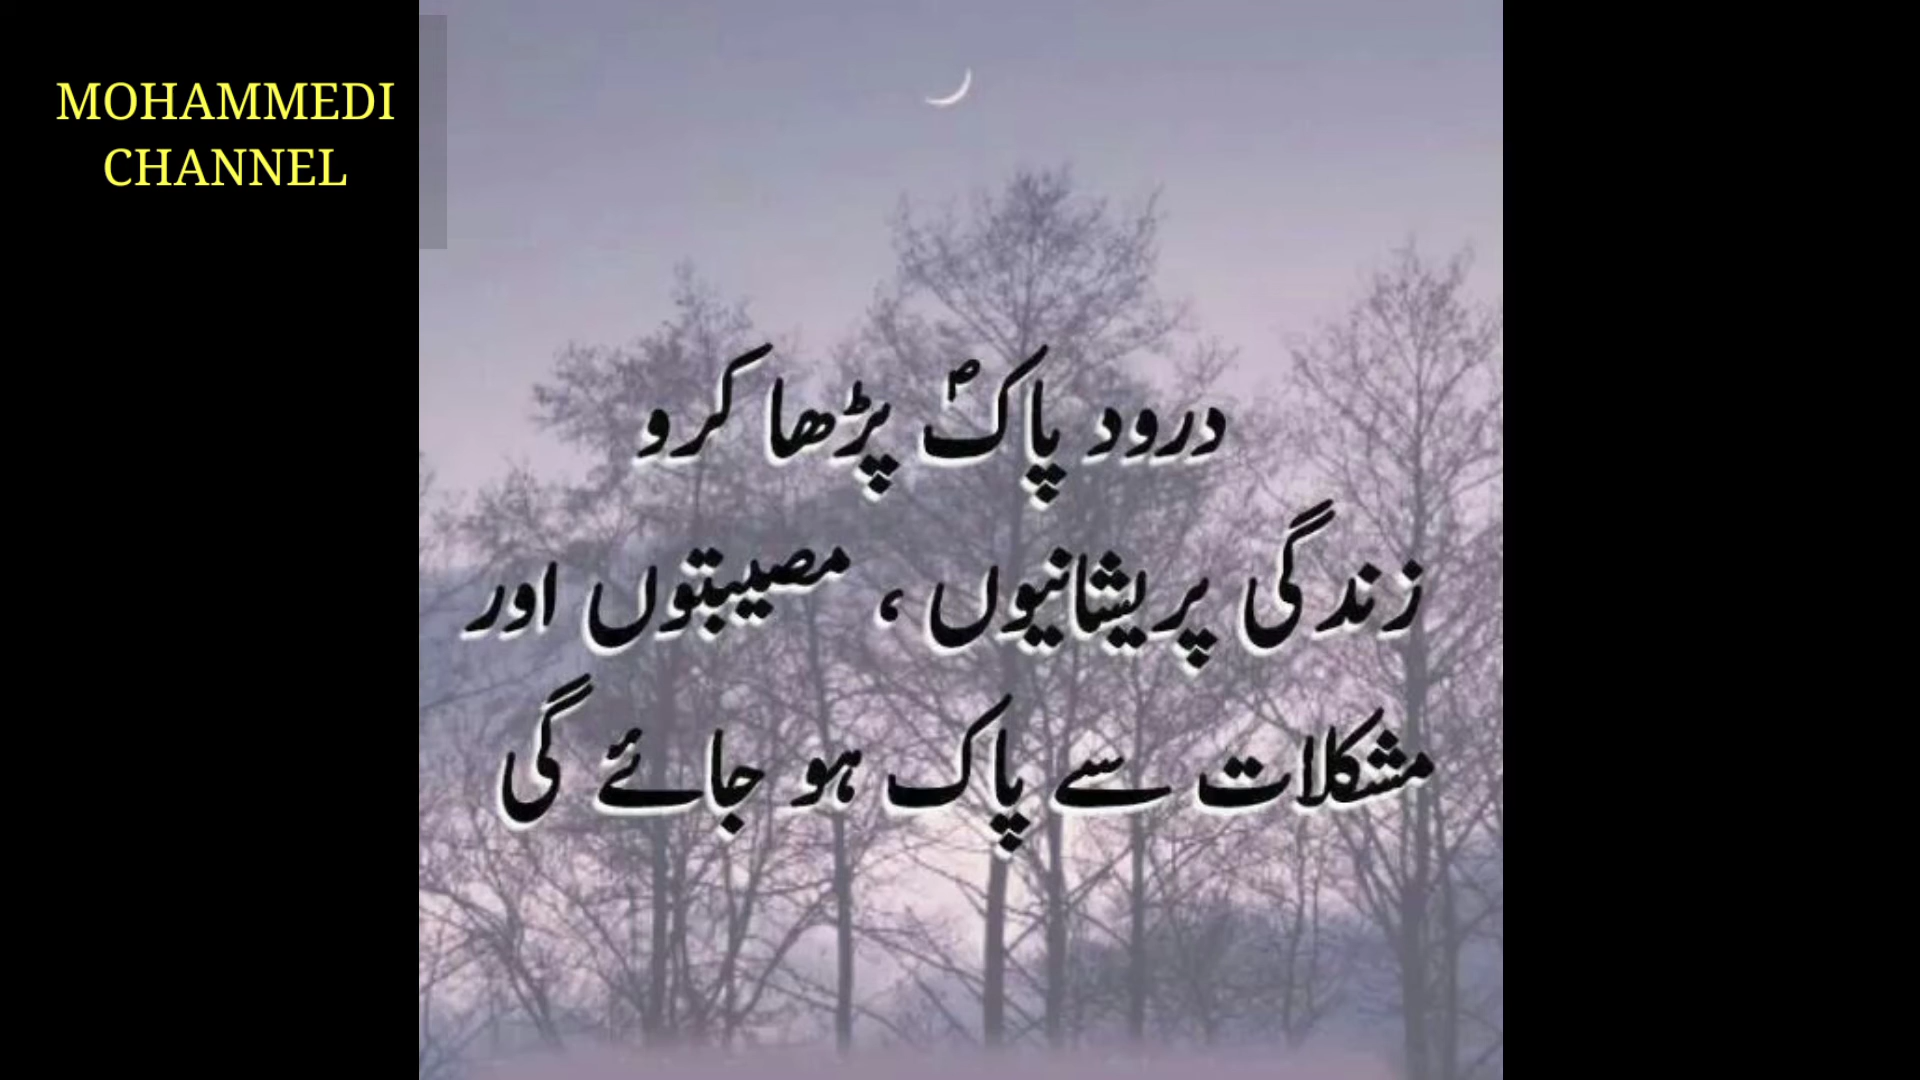 MOHAMMEDI
CHANNEL
درود پاکؐ پڑھا کرو
زندگی پریشانیوں ، مصیبتوں اور
مشکلات سے پاک ہو جائے گی